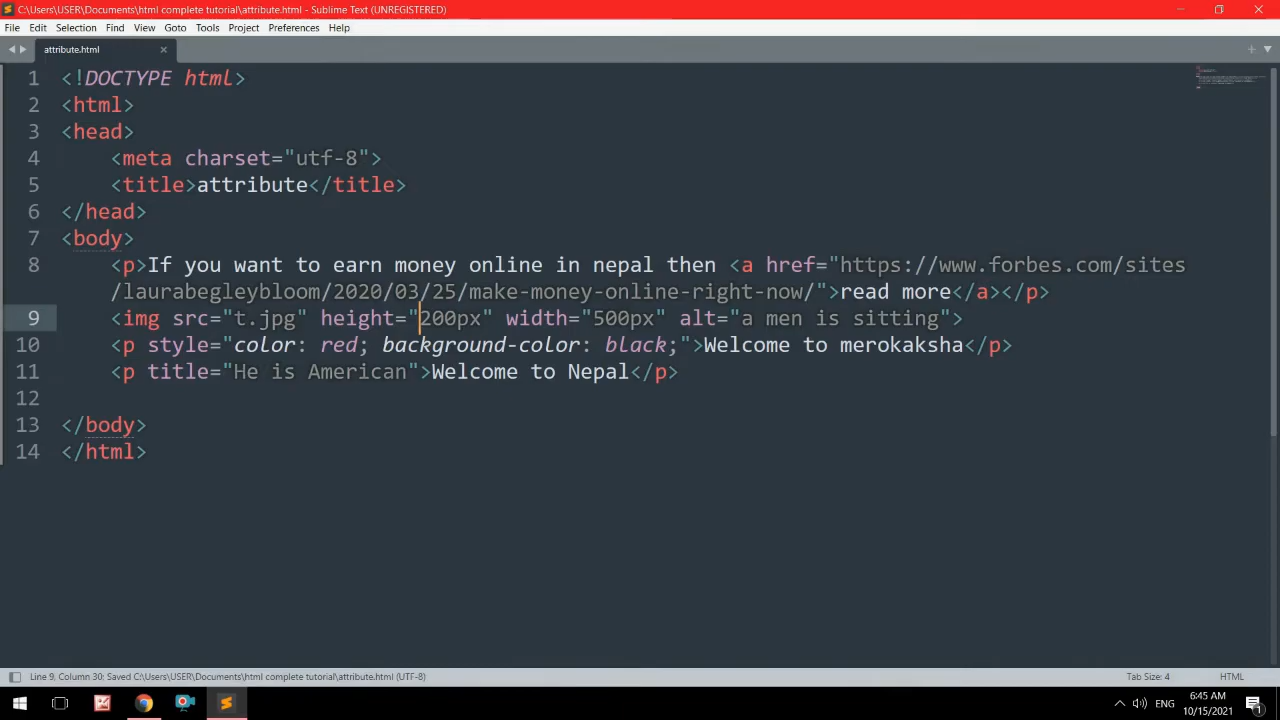 C:\Users\USER\Documents\html complete tutorial\attribute.html - Sublime Text (UNREGISTERED)
File Edit Selection Find View Goto Tools Project Preferences Help
attribute.html
1 <!DOCTYPE html>
2 <html>
3 <head>
4 <meta charset="utf-8">
5 <title>attribute</title>
6 </head>
7 <body>
8 <p>If you want to earn money online in nepal then <a href="https://www.forbes.com/sites
/laurabegleybloom/2020/03/25/make-money-online-right-now/">read more</a></p>
9 <img src="t.jpg" height="200px" width="500px" alt="a men is sitting">
10 <p style="color: red; background-color: black;">Welcome to merokaksha</p>
11 <p title="He is American">Welcome to Nepal</p>
12
13 </body>
14 </html>
Line 9, Column 30: Saved C:\Users\USER\Documents\html complete tutorial\attribute.html (UTF-8) Tab Size: 4 HTML
6:45 AM
ENG
10/15/2021
1